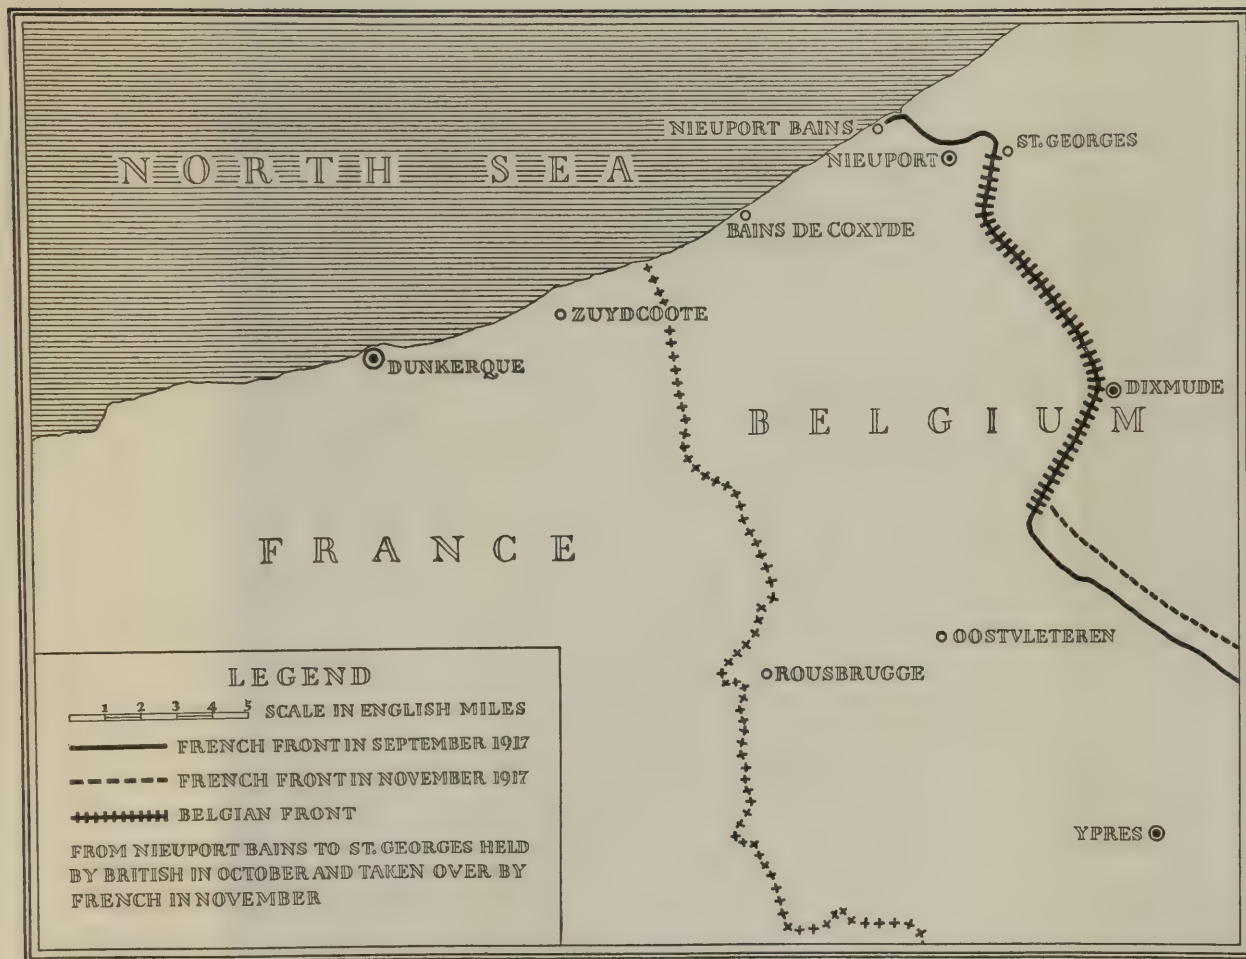 NIEUPORT BAINS
ST. GEORGES
NIEUPORT
NORTH SEA
BAINS DE COXYDE
ZUYDCOOTE
DUNKERQUE
DIXMUDE
BELGIUM
FRANCE
OOSTVLETEREN
ROUSBRUGGE
YPRES
LEGEND
1 2 3 4 5 SCALE IN ENGLISH MILES
FRENCH FRONT IN SEPTEMBER 1917
FRENCH FRONT IN NOVEMBER 1917
BELGIAN FRONT
FROM NIEUPORT BAINS TO ST. GEORGES HELD
BY BRITISH IN OCTOBER AND TAKEN OVER BY
FRENCH IN NOVEMBER